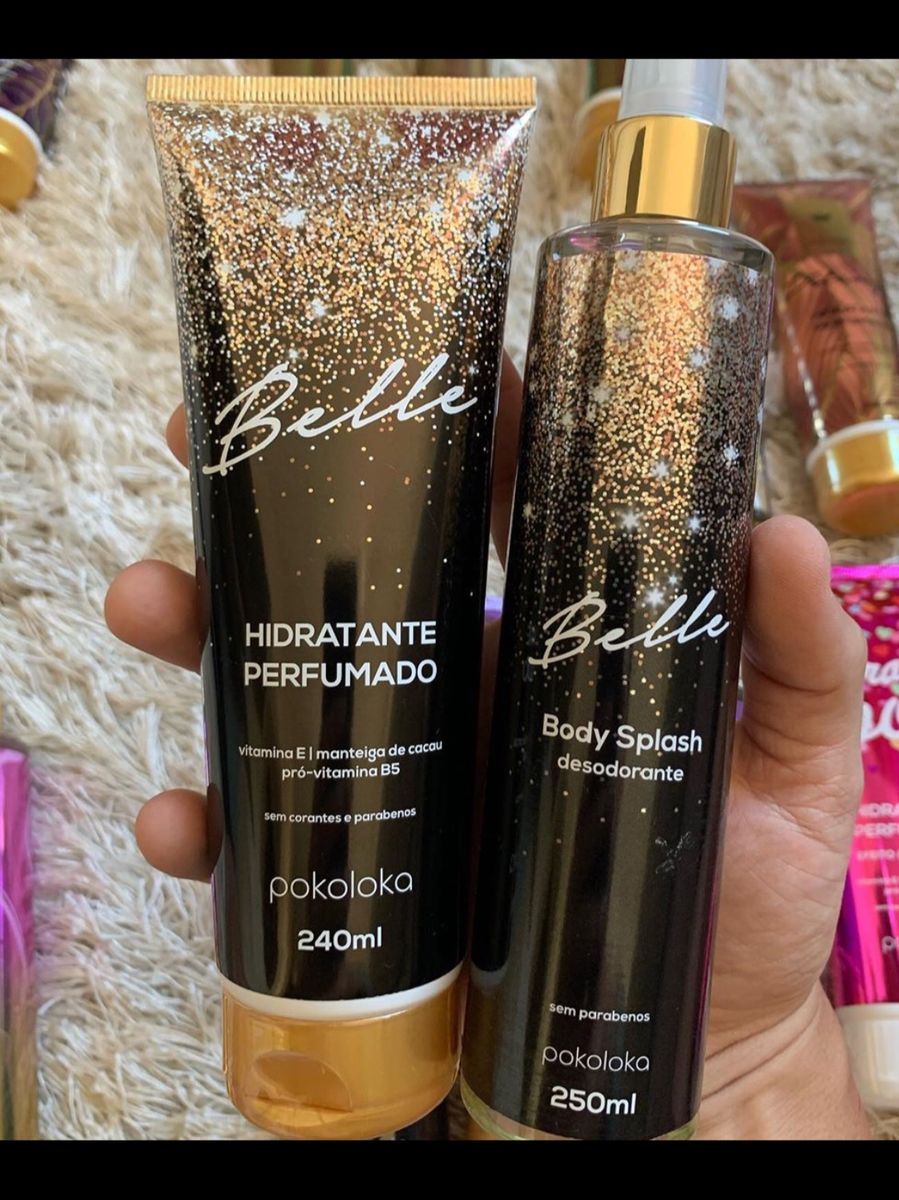 Belle
HIDRATANTE
PERFUMADO
vitamina E | manteiga de cacau
pró-vitamina B5
sem corantes e parabenos
pokoloka
240ml
Belle
Body Splash
desodorante
sem parabenos
pokoloka
250ml